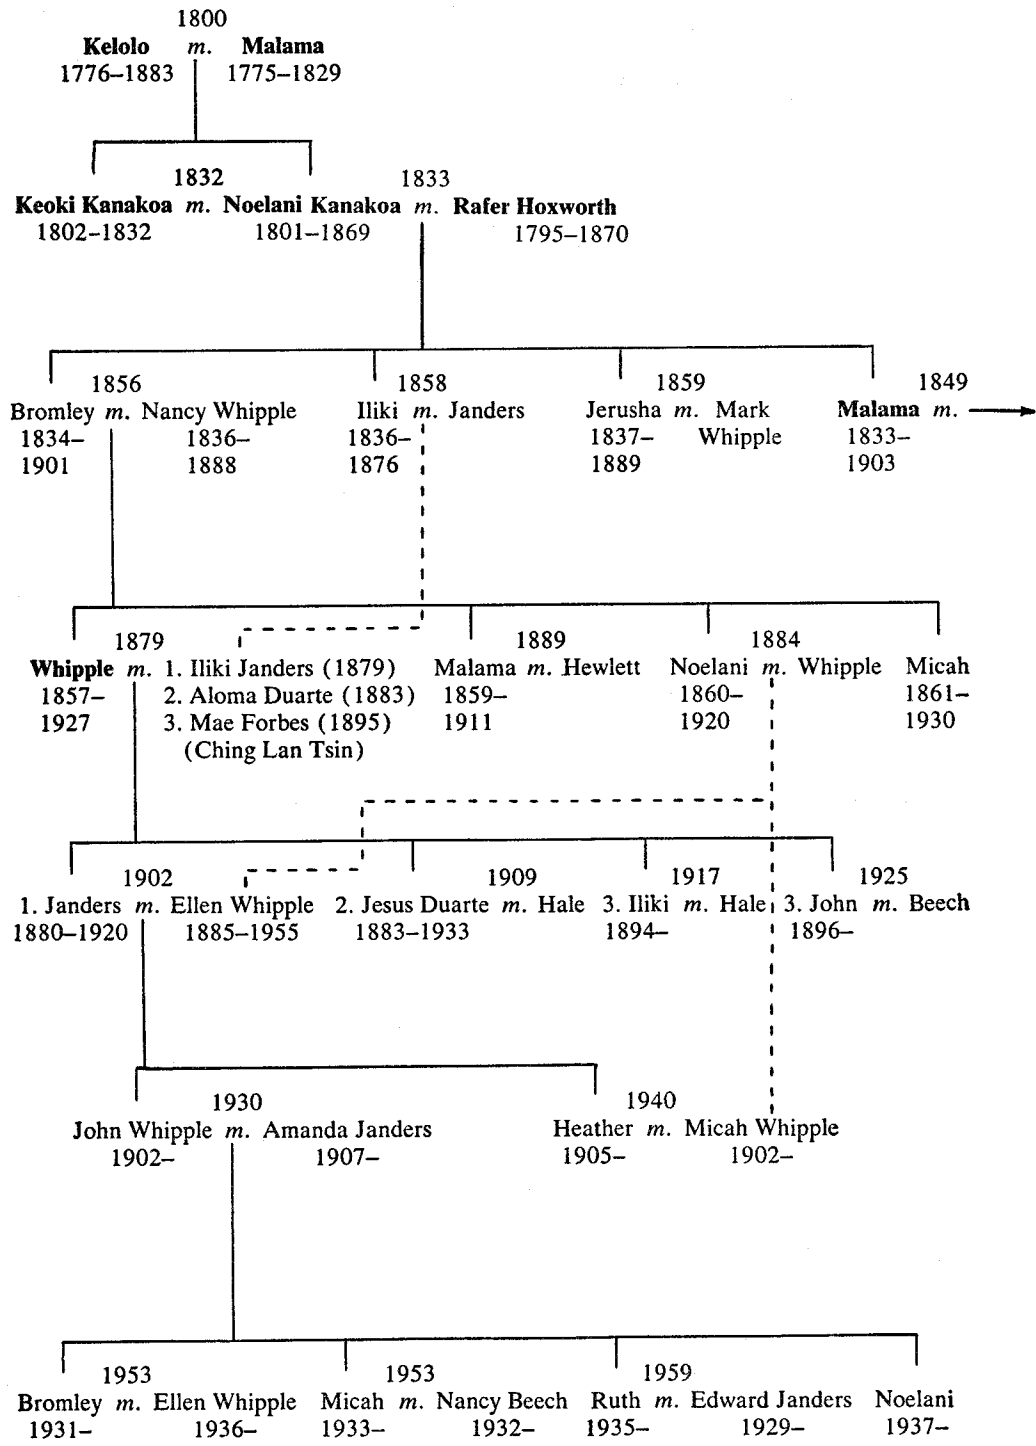 1800
Kelolo m. Malama
1776–1883 1775–1829
1832 1833
Keoki Kanakoa m. Noelani Kanakoa m. Rafer Hoxworth
1802–1832 1801–1869 1795–1870
1856 1858 1859 1849
Bromley m. Nancy Whipple Iliki m. Janders Jerusha m. Mark Malama m.
1834– 1836– 1836– 1837– Whipple 1833–
1901 1888 1876 1889 1903
1879 1889 1884
Whipple m. 1. Iliki Janders (1879) Malama m. Hewlett Noelani m. Whipple Micah
1857– 2. Aloma Duarte (1883) 1859– 1860– 1861–
1927 3. Mae Forbes (1895) 1911 1920 1930
(Ching Lan Tsin)
1902 1909 1917 1925
1. Janders m. Ellen Whipple 2. Jesus Duarte m. Hale 3. Iliki m. Hale 3. John m. Beech
1880–1920 1885–1955 1883–1933 1894– 1896–
1930 1940
John Whipple m. Amanda Janders Heather m. Micah Whipple
1902– 1907– 1905– 1902–
1953 1953 1959
Bromley m. Ellen Whipple Micah m. Nancy Beech Ruth m. Edward Janders Noelani
1931– 1936– 1933– 1932– 1935– 1929– 1937–